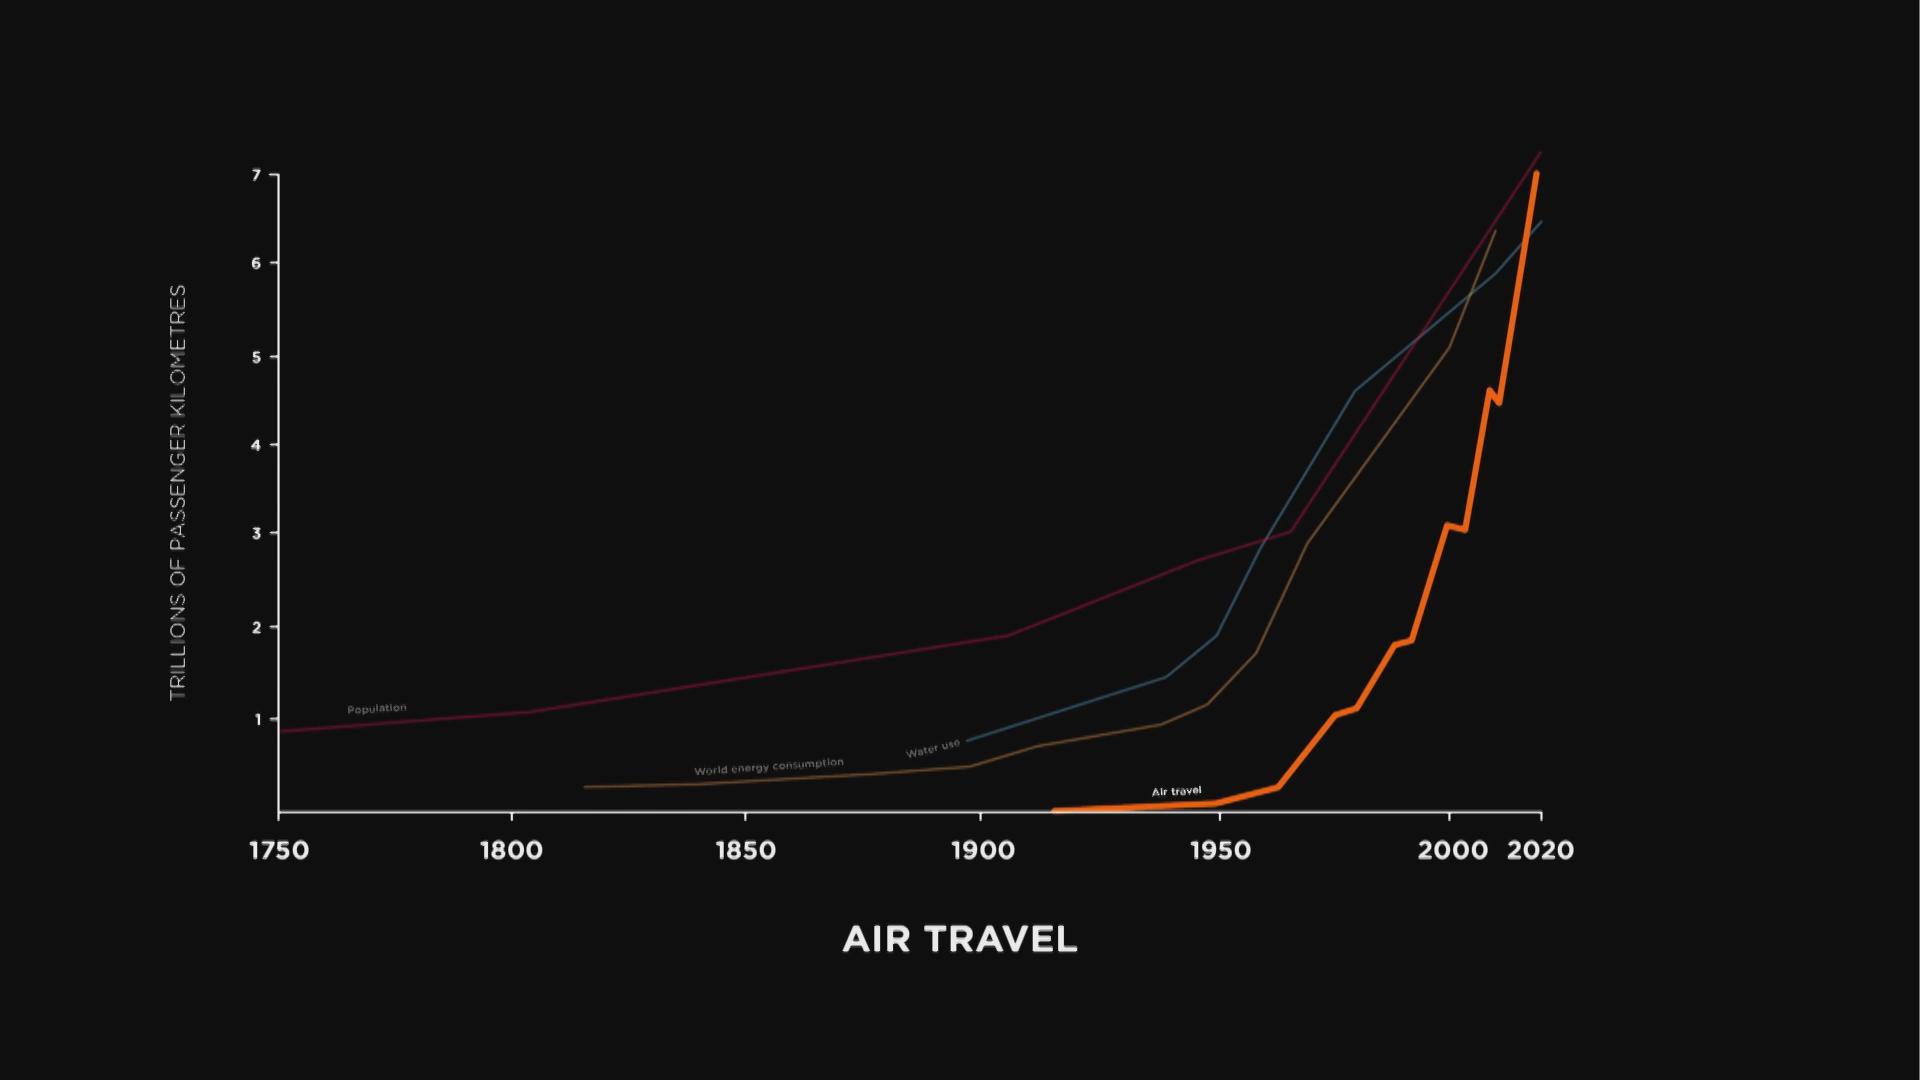 7
6
5
4
3
2
1
TRILLIONS OF PASSENGER KILOMETRES
Population
World energy consumption
Water use
Air travel
1750 1800 1850 1900 1950 2000 2020
AIR TRAVEL